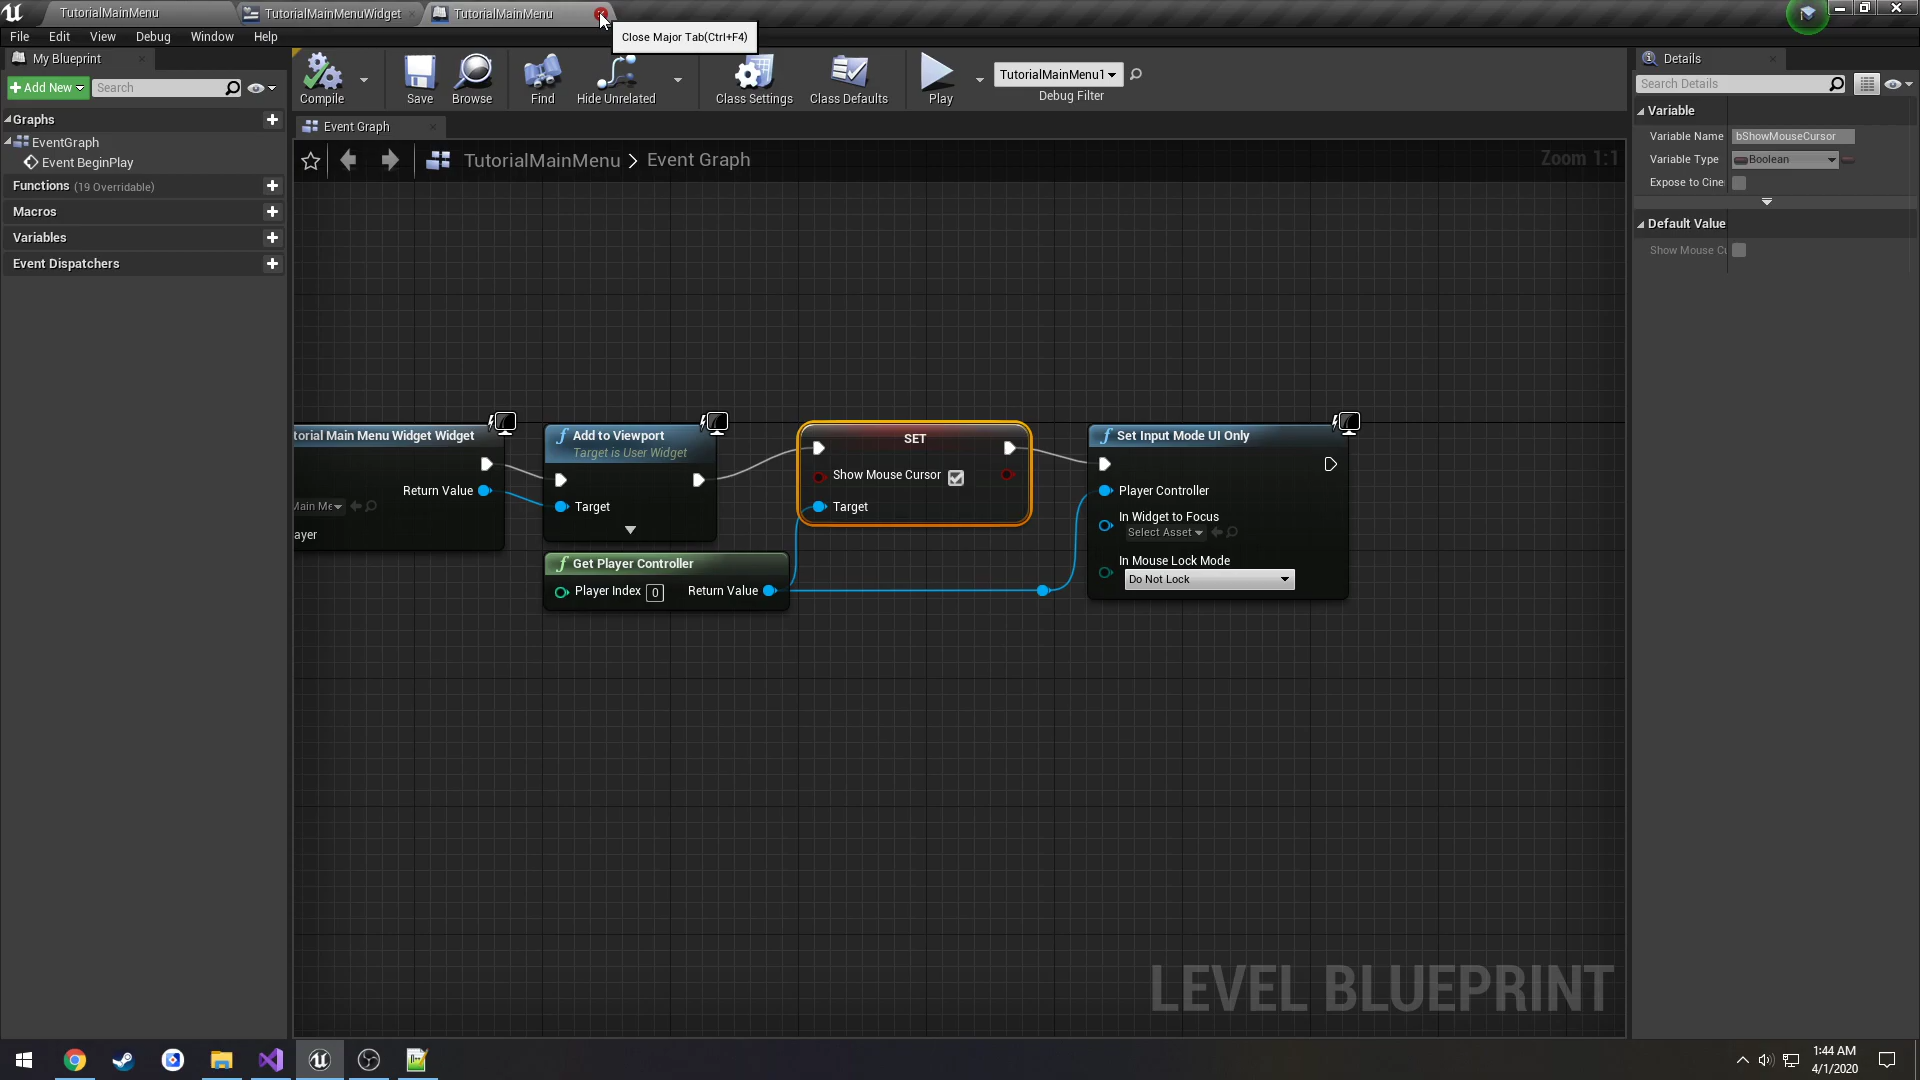 TutorialMainMenu
TutorialMainMenuWidget
TutorialMainMenu
Close Major Tab(Ctrl+F4)
File
Edit
View
Debug
Window
Help
My Blueprint
Add New
Search
Compile
Save
Browse
Find
Hide Unrelated
Class Settings
Class Defaults
Play
TutorialMainMenu1
Debug Filter
Details
Search Details
Graphs
EventGraph
Event BeginPlay
Functions (19 Overridable)
Macros
Variables
Event Dispatchers
Event Graph
TutorialMainMenu > Event Graph
Zoom 1:1
Variable
Variable Name
bShowMouseCursor
Variable Type
Boolean
Expose to Cine
Default Value
Show Mouse Cu
torial Main Menu Widget Widget
Return Value
Main Me
ayer
Add to Viewport
Target is User Widget
Target
Get Player Controller
Player Index
0
Return Value
SET
Show Mouse Cursor
Target
Set Input Mode UI Only
Player Controller
In Widget to Focus
Select Asset
In Mouse Lock Mode
Do Not Lock
LEVEL BLUEPRINT
1:44 AM
4/1/2020